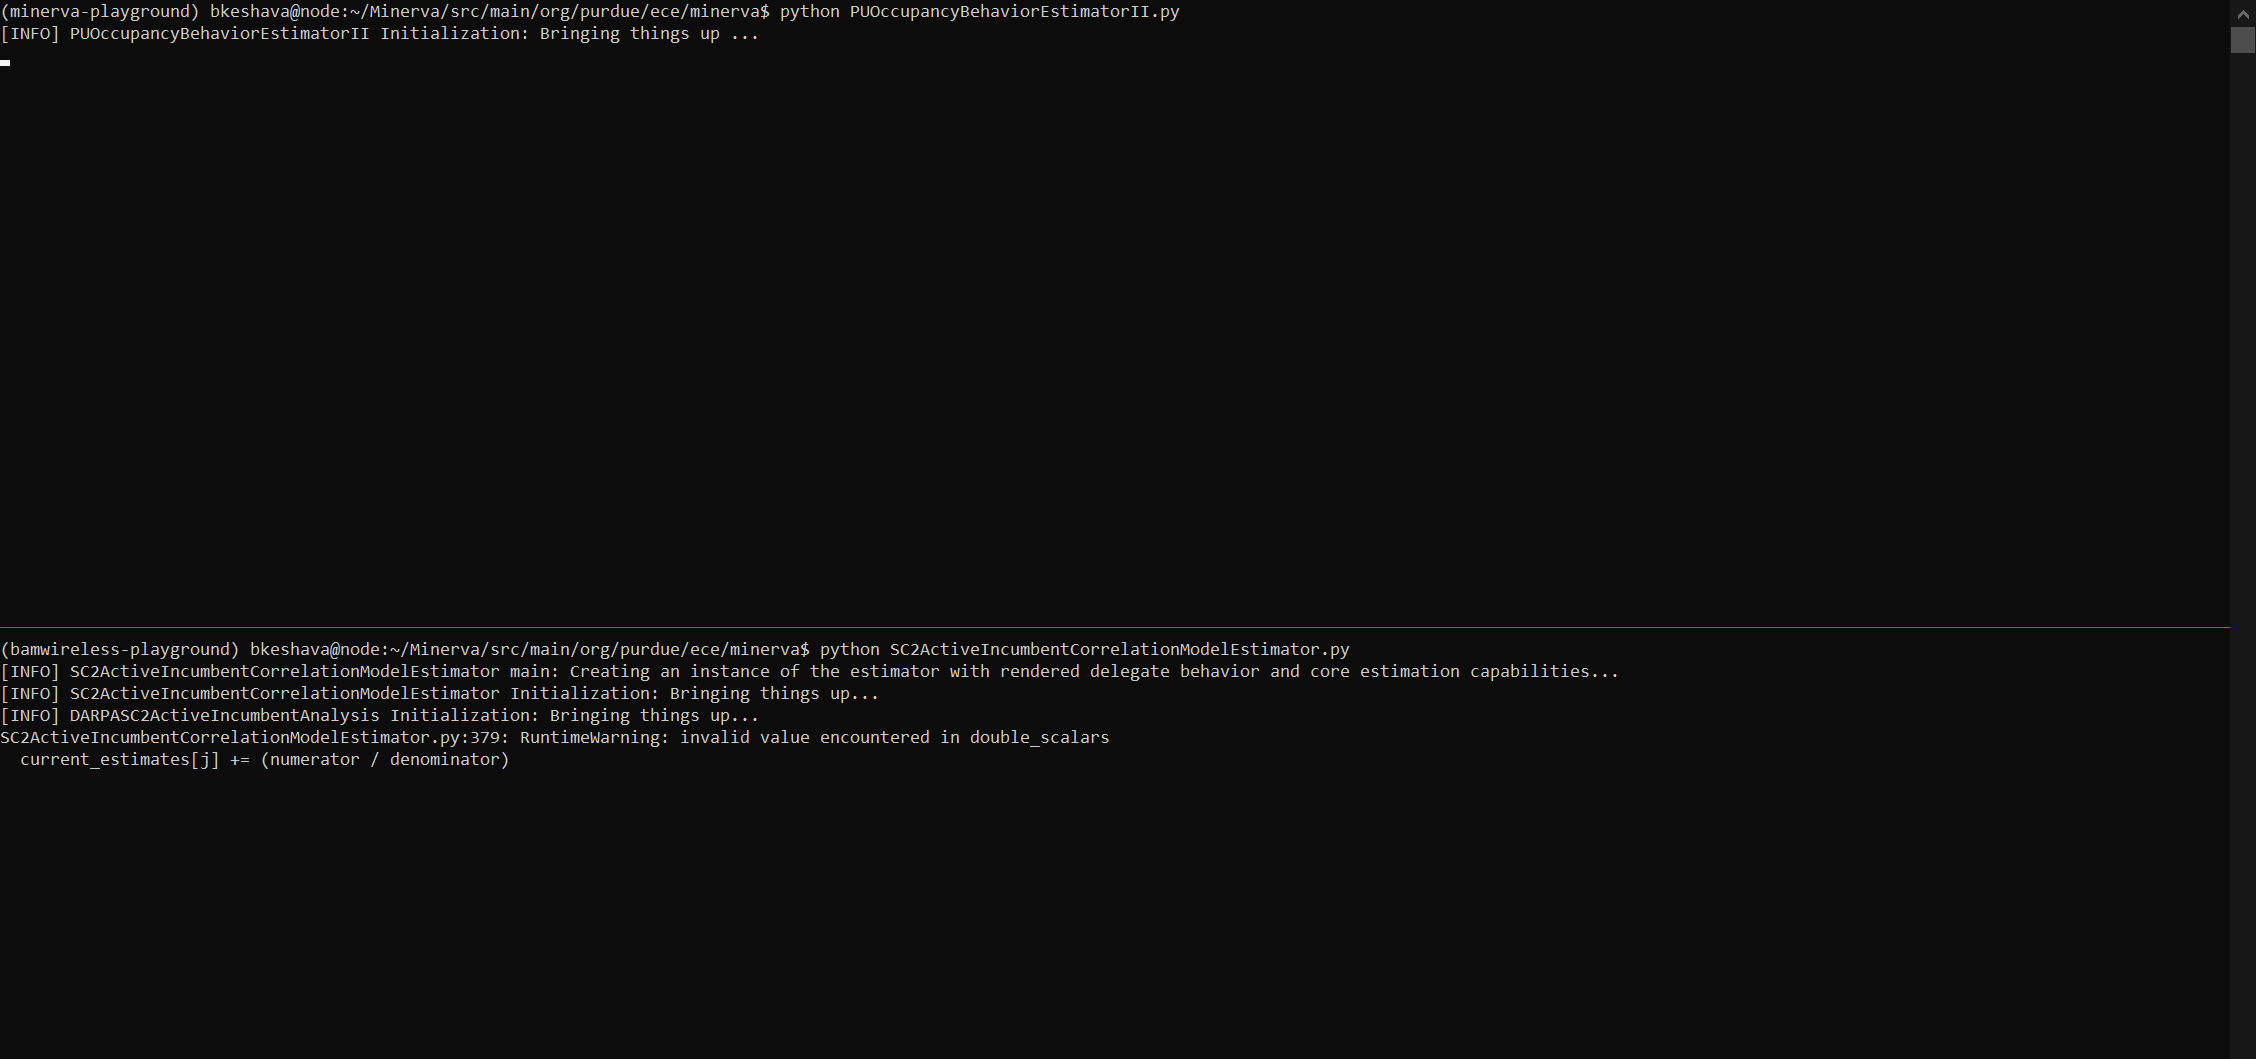 (minerva-playground) bkeshava@node:~/Minerva/src/main/org/purdue/ece/minerva$ python PUOccupancyBehaviorEstimatorII.py
[INFO] PUOccupancyBehaviorEstimatorII Initialization: Bringing things up ...
(bamwireless-playground) bkeshava@node:~/Minerva/src/main/org/purdue/ece/minerva$ python SC2ActiveIncumbentCorrelationModelEstimator.py
[INFO] SC2ActiveIncumbentCorrelationModelEstimator main: Creating an instance of the estimator with rendered delegate behavior and core estimation capabilities...
[INFO] SC2ActiveIncumbentCorrelationModelEstimator Initialization: Bringing things up...
[INFO] DARPASC2ActiveIncumbentAnalysis Initialization: Bringing things up...
SC2ActiveIncumbentCorrelationModelEstimator.py:379: RuntimeWarning: invalid value encountered in double_scalars
  current_estimates[j] += (numerator / denominator)